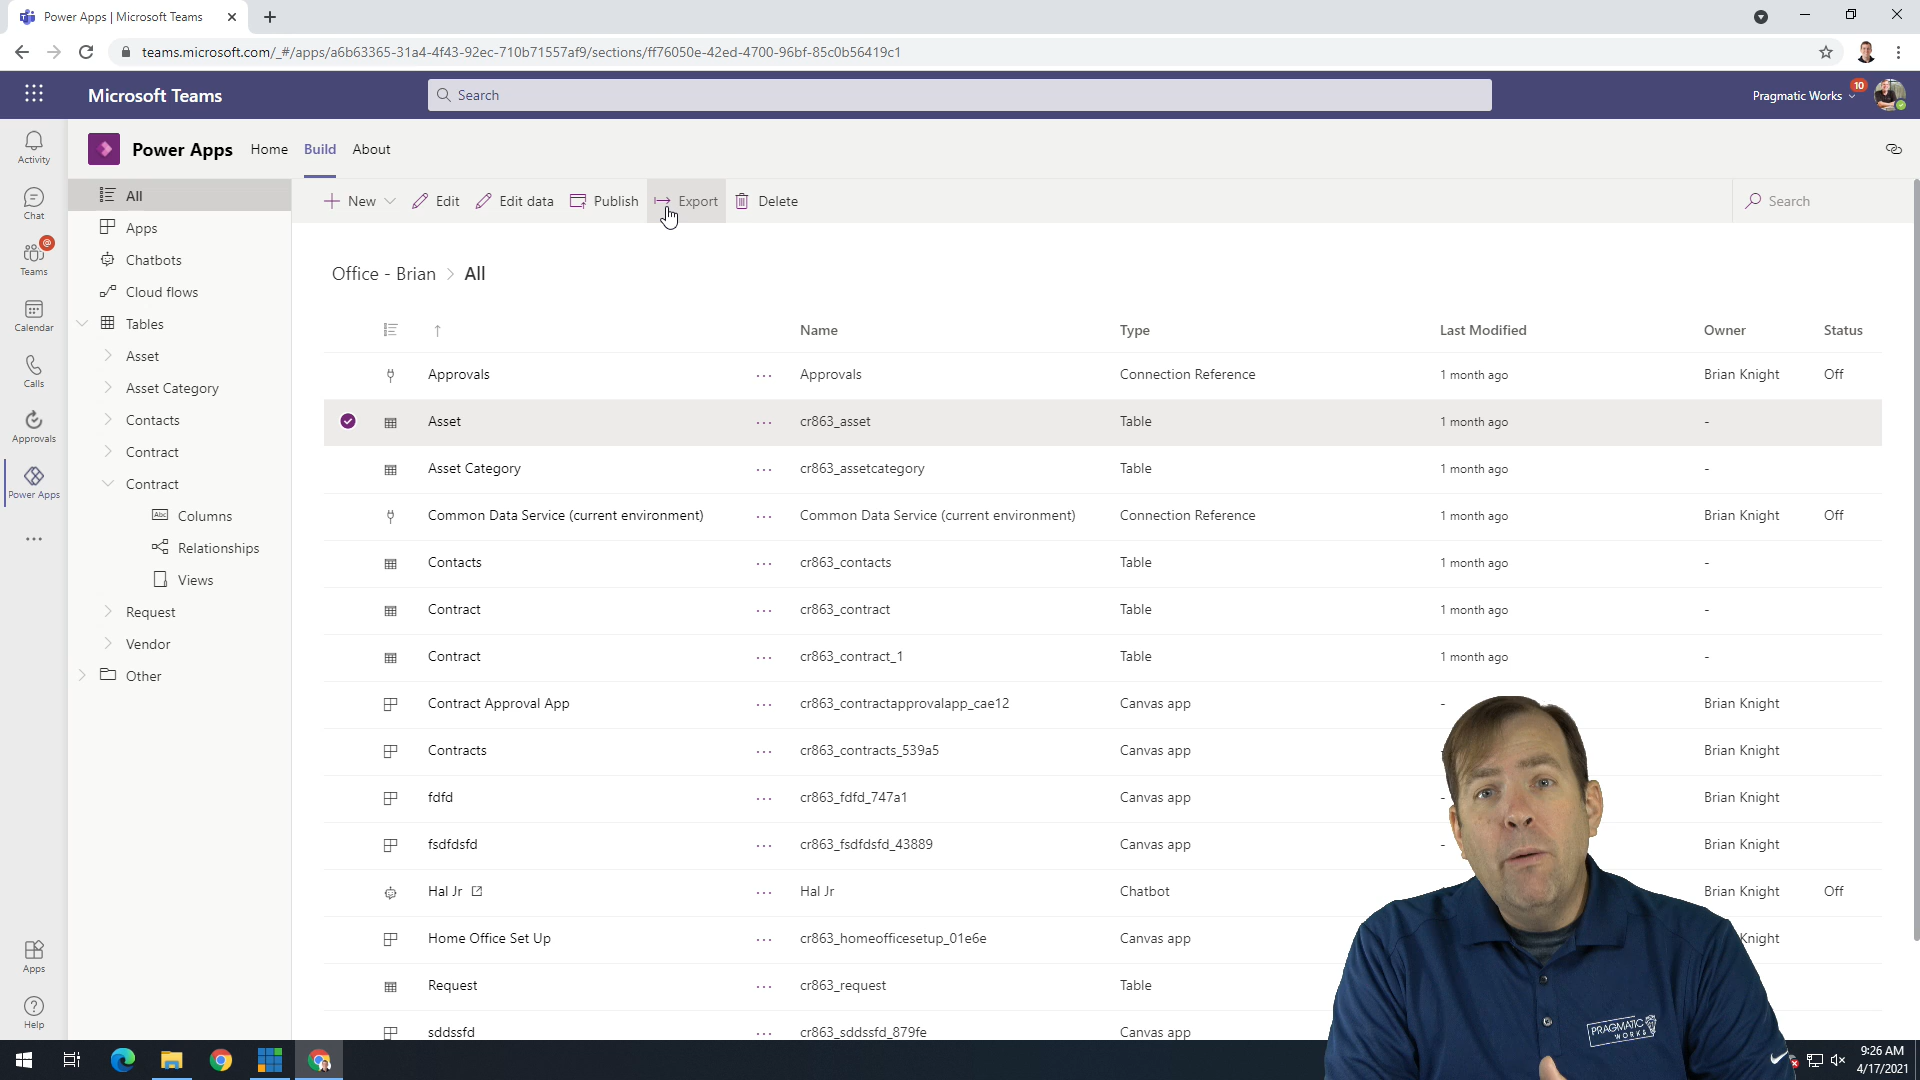 Power Apps | Microsoft Teams
teams.microsoft.com/_#/apps/a6b63365-31a4-4f43-92ec-710b71557af9/sections/ff76050e-42ed-4700-96bf-85c0b56419c1
Microsoft Teams
Search
Pragmatic Works
10
Power Apps
Home
Build
About
Activity
Chat
@
Teams
Calendar
Calls
Approvals
Power Apps
...
Apps
Help
All
Apps
Chatbots
Cloud flows
Tables
Asset
Asset Category
Contacts
Contract
Contract
Abc Columns
Relationships
Views
Request
Vendor
Other
New Edit Edit data Publish Export Delete
Search
Office - Brian > All
Name Type Last Modified Owner Status
Approvals ... Approvals Connection Reference 1 month ago Brian Knight Off
Asset ... cr863_asset Table 1 month ago -
Asset Category ... cr863_assetcategory Table 1 month ago -
Common Data Service (current environment) ... Common Data Service (current environment) Connection Reference 1 month ago Brian Knight Off
Contacts ... cr863_contacts Table 1 month ago -
Contract ... cr863_contract Table 1 month ago -
Contract ... cr863_contract_1 Table 1 month ago -
Contract Approval App ... cr863_contractapprovalapp_cae12 Canvas app - Brian Knight
Contracts ... cr863_contracts_539a5 Canvas app Brian Knight
fdfd ... cr863_fdfd_747a1 Canvas app - Brian Knight
fsdfdsfd ... cr863_fsdfdsfd_43889 Canvas app - Brian Knight
Hal Jr ... Hal Jr Chatbot Brian Knight Off
Home Office Set Up ... cr863_homeofficesetup_01e6e Canvas app Knight
Request ... cr863_request Table
sddssfd ... cr863_sddssfd_879fe Canvas app
PRAGMATIC
WORKS
9:26 AM
4/17/2021